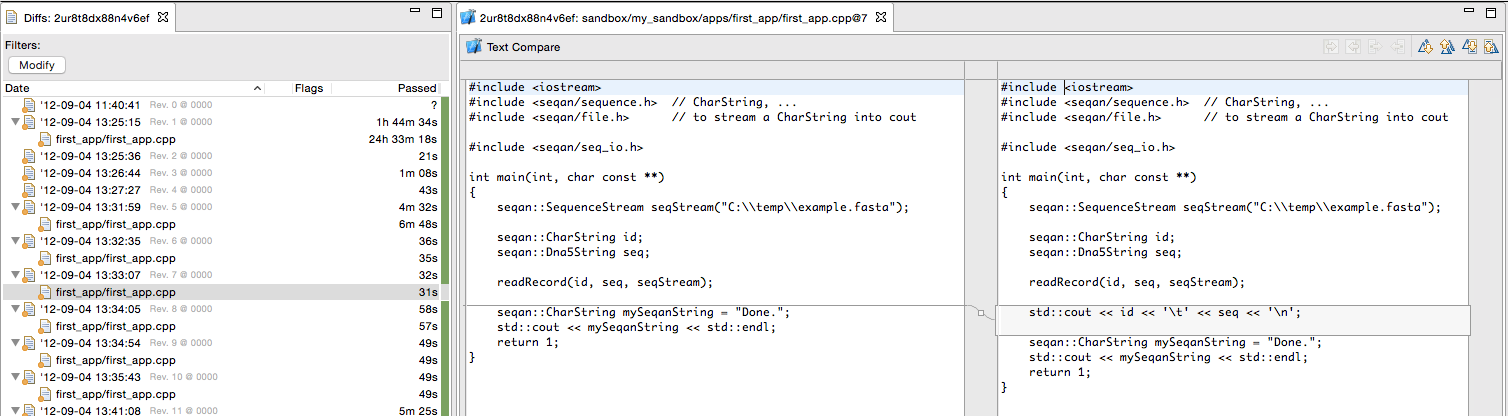 Diffs: 2ur8t8dx88n4v6ef
Filters:
Modify
Date Flags Passed
'12-09-04 11:40:41 Rev. 0 @ 0000 ?
'12-09-04 13:25:15 Rev. 1 @ 0000 1h 44m 34s
first_app/first_app.cpp 24h 33m 18s
'12-09-04 13:25:36 Rev. 2 @ 0000 21s
'12-09-04 13:26:44 Rev. 3 @ 0000 1m 08s
'12-09-04 13:27:27 Rev. 4 @ 0000 43s
'12-09-04 13:31:59 Rev. 5 @ 0000 4m 32s
first_app/first_app.cpp 6m 48s
'12-09-04 13:32:35 Rev. 6 @ 0000 36s
first_app/first_app.cpp 35s
'12-09-04 13:33:07 Rev. 7 @ 0000 32s
first_app/first_app.cpp 31s
'12-09-04 13:34:05 Rev. 8 @ 0000 58s
first_app/first_app.cpp 57s
'12-09-04 13:34:54 Rev. 9 @ 0000 49s
first_app/first_app.cpp 49s
'12-09-04 13:35:43 Rev. 10 @ 0000 49s
first_app/first_app.cpp 49s
'12-09-04 13:41:08 Rev. 11 @ 0000 5m 25s
2ur8t8dx88n4v6ef: sandbox/my_sandbox/apps/first_app/first_app.cpp@7
Text Compare
#include <iostream>
#include <seqan/sequence.h>  // CharString, ...
#include <seqan/file.h>      // to stream a CharString into cout
#include <seqan/seq_io.h>
int main(int, char const **)
{
    seqan::SequenceStream seqStream("C:\\temp\\example.fasta");
    seqan::CharString id;
    seqan::Dna5String seq;
    readRecord(id, seq, seqStream);
    seqan::CharString mySeqanString = "Done.";
    std::cout << mySeqanString << std::endl;
    return 1;
}
#include <iostream>
#include <seqan/sequence.h>  // CharString, ...
#include <seqan/file.h>      // to stream a CharString into cout
#include <seqan/seq_io.h>
int main(int, char const **)
{
    seqan::SequenceStream seqStream("C:\\temp\\example.fasta");
    seqan::CharString id;
    seqan::Dna5String seq;
    readRecord(id, seq, seqStream);
    std::cout << id << '\t' << seq << '\n';
    seqan::CharString mySeqanString = "Done.";
    std::cout << mySeqanString << std::endl;
    return 1;
}